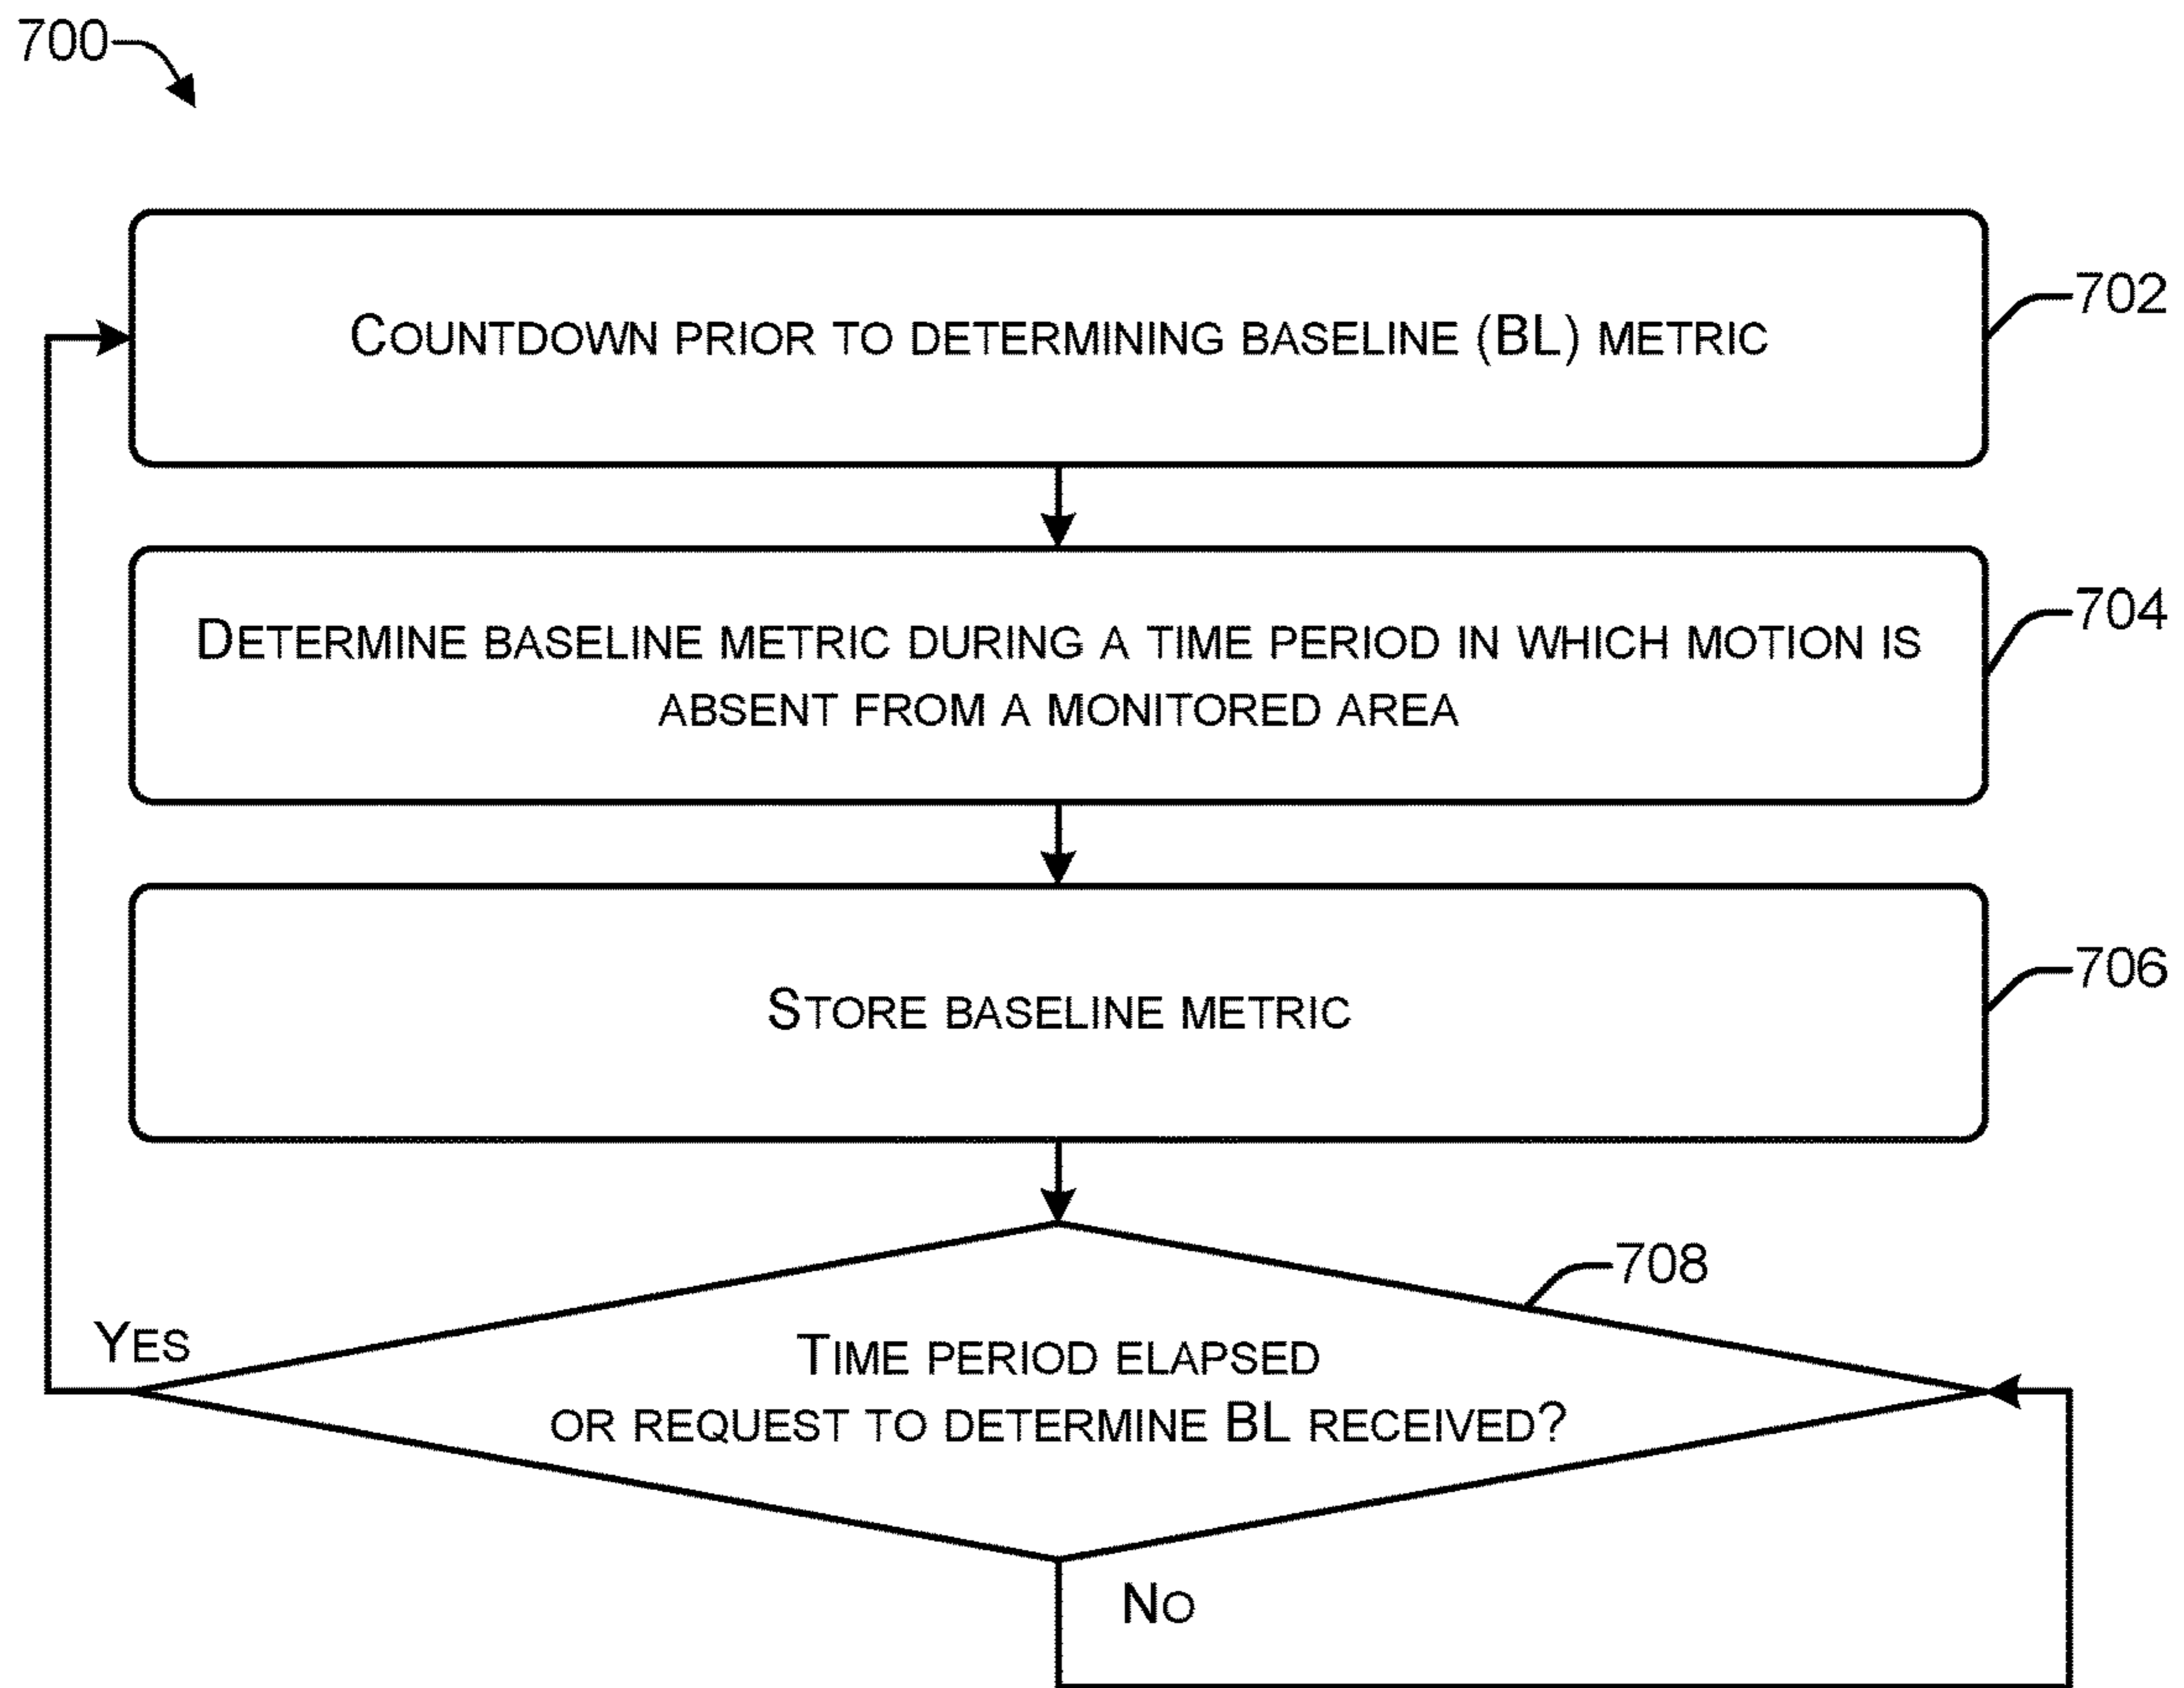 700
COUNTDOWN PRIOR TO DETERMINING BASELINE (BL) METRIC
702
DETERMINE BASELINE METRIC DURING A TIME PERIOD IN WHICH MOTION IS
ABSENT FROM A MONITORED AREA
704
STORE BASELINE METRIC
706
708
YES
TIME PERIOD ELAPSED
OR REQUEST TO DETERMINE BL RECEIVED?
NO